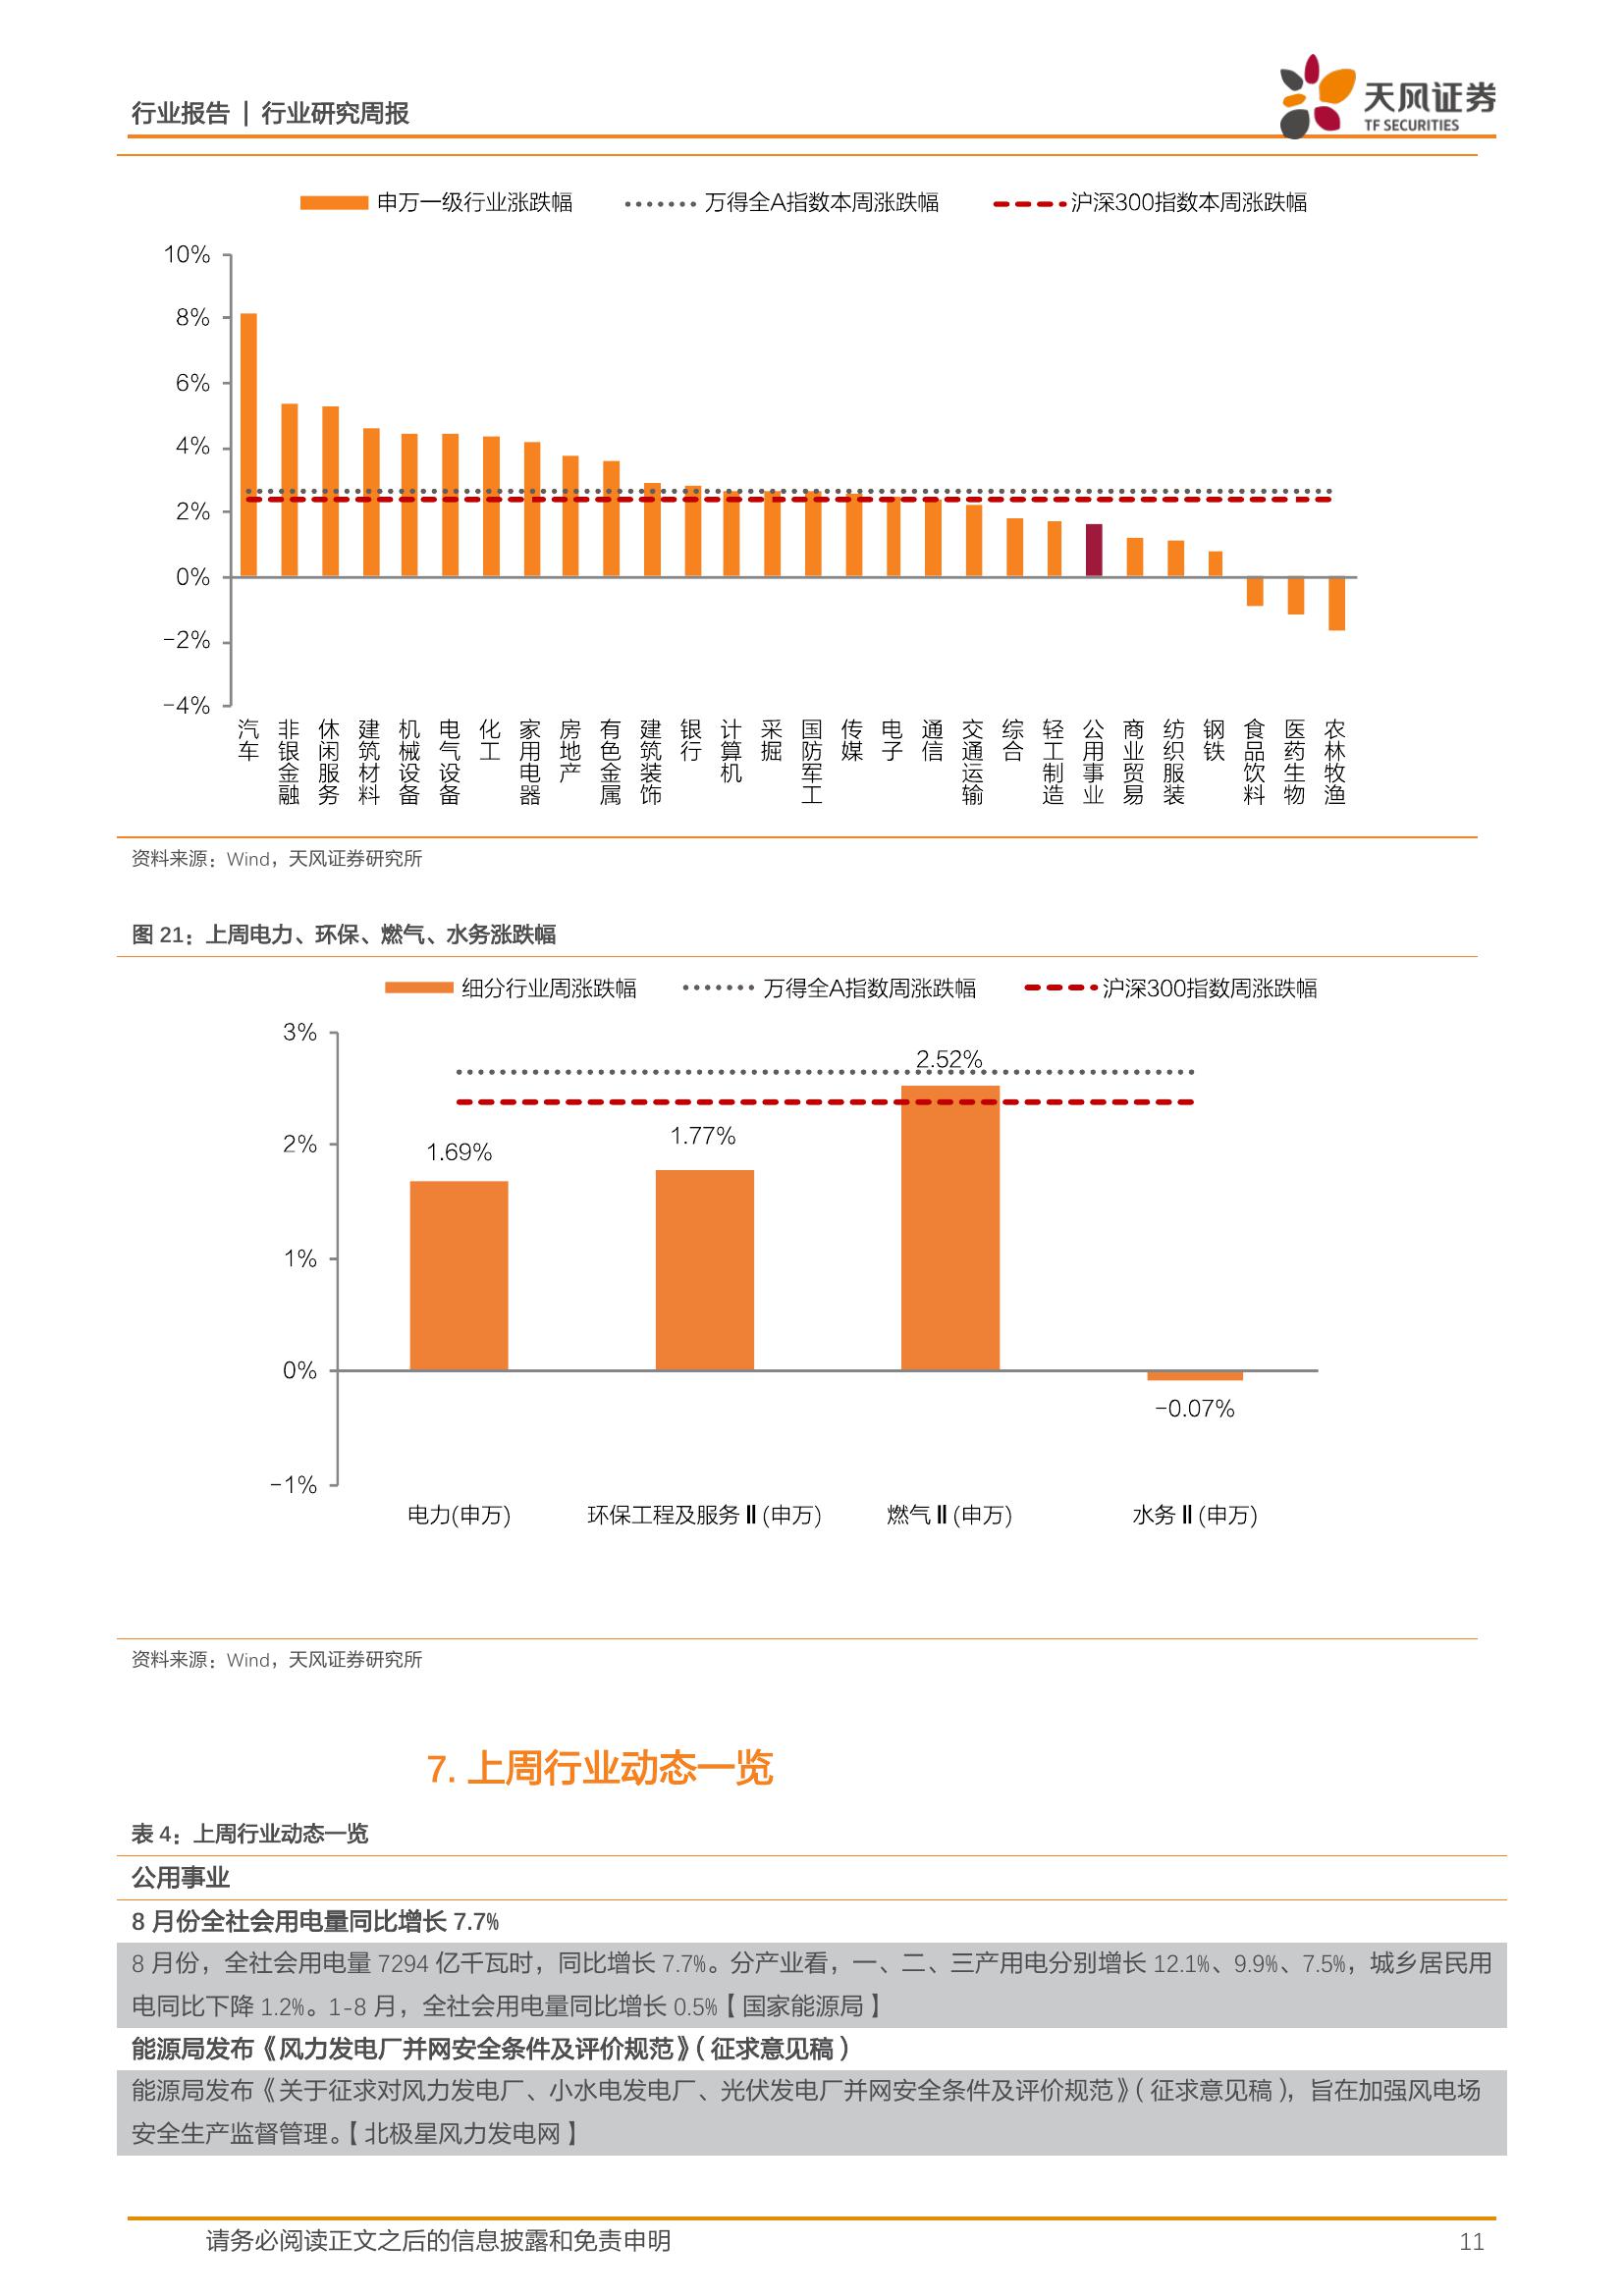 行业报告 | 行业研究周报
天风证券
TF SECURITIES
申万一级行业涨跌幅 万得全A指数本周涨跌幅 沪深300指数本周涨跌幅
10%
8%
6%
4%
2%
0%
-2%
-4%
汽车 非银金融 休闲服务 建筑材料 机械设备 电气设备 化工 家用电器 房地产 有色金属 建筑装饰 银行 计算机 采掘 国防军工 传媒 电子 通信 交通运输 综合 轻工制造 公用事业 商业贸易 纺织服装 钢铁 食品饮料 医药生物 农林牧渔
资料来源：Wind，天风证券研究所
图 21：上周电力、环保、燃气、水务涨跌幅
细分行业周涨跌幅 万得全A指数周涨跌幅 沪深300指数周涨跌幅
3%
2%
1%
0%
-1%
1.69% 1.77% 2.52% -0.07%
电力(申万) 环保工程及服务Ⅱ(申万) 燃气Ⅱ(申万) 水务Ⅱ(申万)
资料来源：Wind，天风证券研究所
7. 上周行业动态一览
表 4：上周行业动态一览
公用事业
8 月份全社会用电量同比增长 7.7%
8 月份，全社会用电量 7294 亿千瓦时，同比增长 7.7%。分产业看，一、二、三产用电分别增长 12.1%、9.9%、7.5%，城乡居民用
电同比下降 1.2%。1-8 月，全社会用电量同比增长 0.5%【国家能源局】
能源局发布《风力发电厂并网安全条件及评价规范》（征求意见稿）
能源局发布《关于征求对风力发电厂、小水电发电厂、光伏发电厂并网安全条件及评价规范》（征求意见稿），旨在加强风电场
安全生产监督管理。【北极星风力发电网】
请务必阅读正文之后的信息披露和免责申明 11